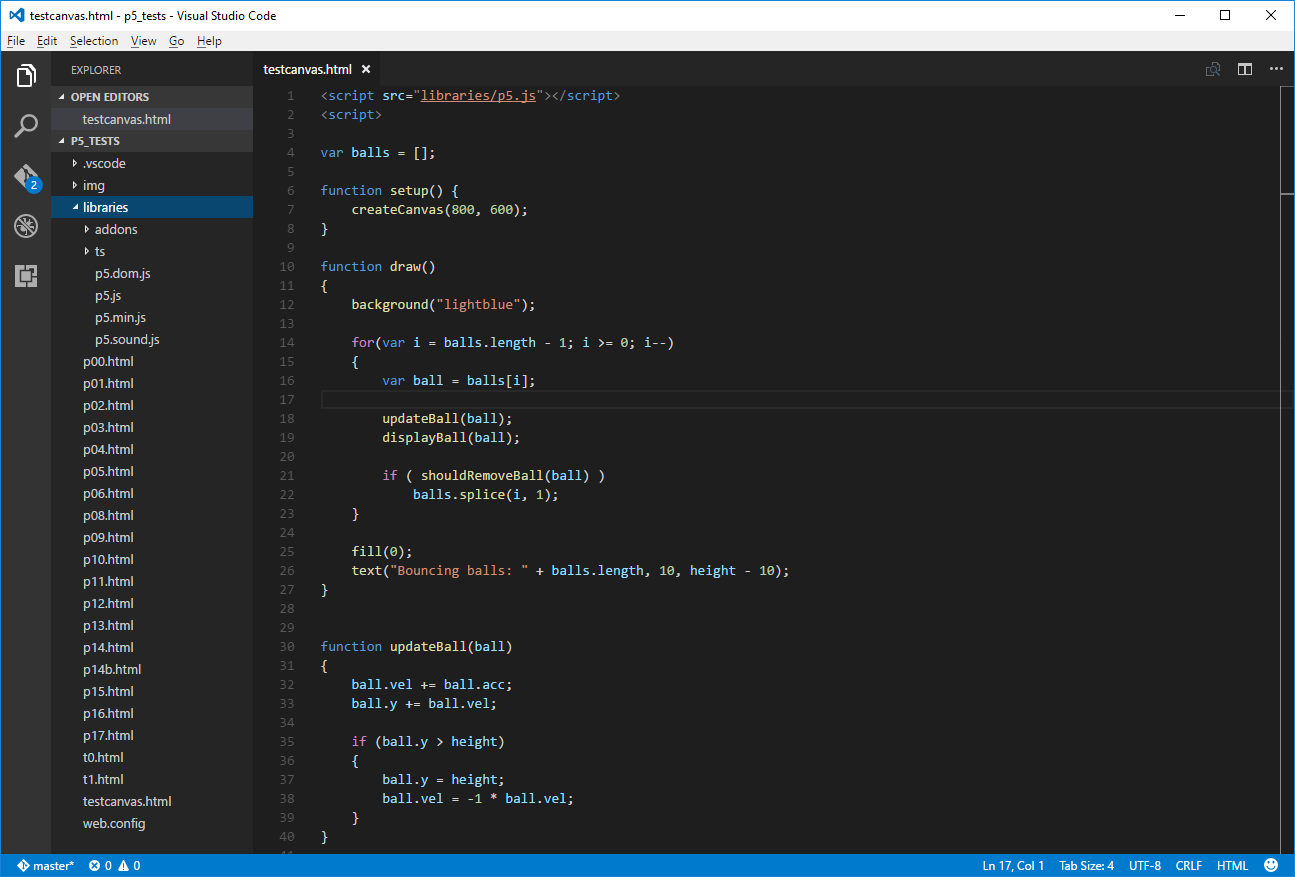 testcanvas.html - p5_tests - Visual Studio Code
File Edit Selection View Go Help
EXPLORER
OPEN EDITORS
testcanvas.html
P5_TESTS
.vscode
img
libraries
addons
ts
p5.dom.js
p5.js
p5.min.js
p5.sound.js
p00.html
p01.html
p02.html
p03.html
p04.html
p05.html
p06.html
p08.html
p09.html
p10.html
p11.html
p12.html
p13.html
p14.html
p14b.html
p15.html
p16.html
p17.html
t0.html
t1.html
testcanvas.html
web.config
2
testcanvas.html
1 <script src="libraries/p5.js"></script>
2 <script>
3
4 var balls = [];
5
6 function setup() {
7     createCanvas(800, 600);
8 }
9
10 function draw()
11 {
12     background("lightblue");
13
14     for(var i = balls.length - 1; i >= 0; i--)
15     {
16         var ball = balls[i];
17
18         updateBall(ball);
19         displayBall(ball);
20
21         if ( shouldRemoveBall(ball) )
22             balls.splice(i, 1);
23     }
24
25     fill(0);
26     text("Bouncing balls: " + balls.length, 10, height - 10);
27 }
28
29
30 function updateBall(ball)
31 {
32     ball.vel += ball.acc;
33     ball.y += ball.vel;
34
35     if (ball.y > height)
36     {
37         ball.y = height;
38         ball.vel = -1 * ball.vel;
39     }
40 }
master* 0 0 Ln 17, Col 1 Tab Size: 4 UTF-8 CRLF HTML